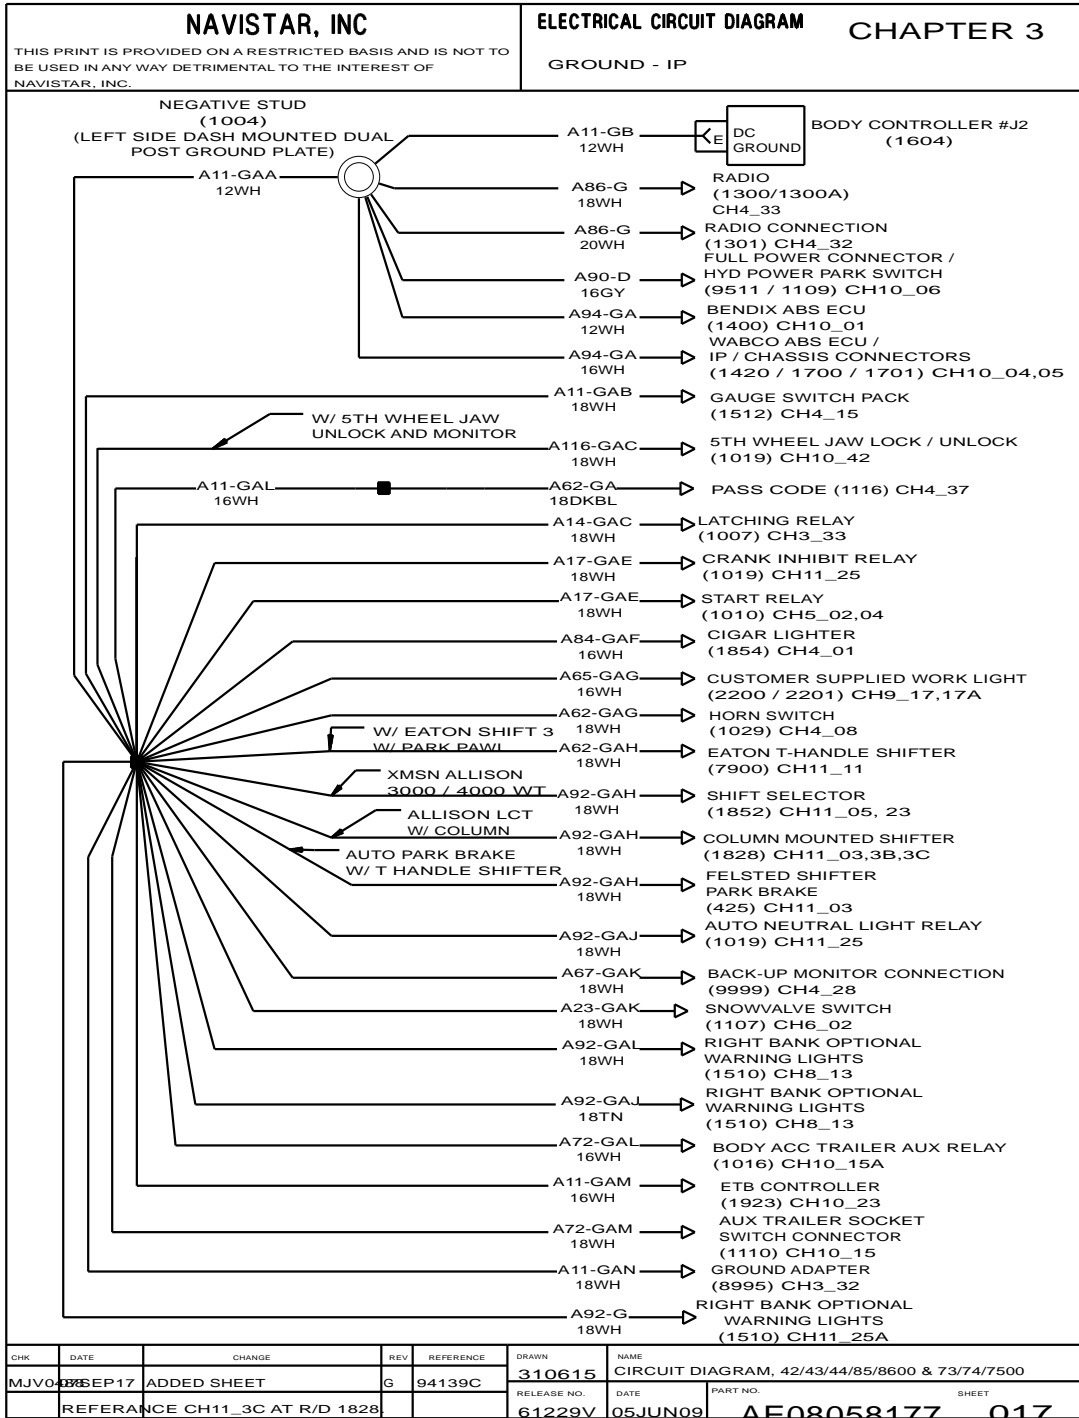 NAVISTAR, INC
THIS PRINT IS PROVIDED ON A RESTRICTED BASIS AND IS NOT TO
BE USED IN ANY WAY DETRIMENTAL TO THE INTEREST OF
NAVISTAR, INC.
ELECTRICAL CIRCUIT DIAGRAM
CHAPTER 3
GROUND - IP
NEGATIVE STUD
(1004)
(LEFT SIDE DASH MOUNTED DUAL
POST GROUND PLATE)
A11-GAA
12WH
A11-GB
12WH
E
DC
GROUND
BODY CONTROLLER #J2
(1604)
A86-G
18WH
RADIO
(1300/1300A)
CH4_33
A86-G
20WH
RADIO CONNECTION
(1301) CH4_32
A90-D
16GY
FULL POWER CONNECTOR /
HYD POWER PARK SWITCH
(9511 / 1109) CH10_06
A94-GA
12WH
BENDIX ABS ECU
(1400) CH10_01
A94-GA
16WH
WABCO ABS ECU /
IP / CHASSIS CONNECTORS
(1420 / 1700 / 1701) CH10_04,05
A11-GAB
18WH
GAUGE SWITCH PACK
(1512) CH4_15
W/ 5TH WHEEL JAW
UNLOCK AND MONITOR
A116-GAC
18WH
5TH WHEEL JAW LOCK / UNLOCK
(1019) CH10_42
A11-GAL
16WH
A62-GA
18DKBL
PASS CODE (1116) CH4_37
A14-GAC
18WH
LATCHING RELAY
(1007) CH3_33
A17-GAE
18WH
CRANK INHIBIT RELAY
(1019) CH11_25
A17-GAE
18WH
START RELAY
(1010) CH5_02,04
A84-GAF
16WH
CIGAR LIGHTER
(1854) CH4_01
A65-GAG
16WH
CUSTOMER SUPPLIED WORK LIGHT
(2200 / 2201) CH9_17,17A
A62-GAG
18WH
HORN SWITCH
(1029) CH4_08
W/ EATON SHIFT 3
W/ PARK PAWL
A62-GAH
18WH
EATON T-HANDLE SHIFTER
(7900) CH11_11
XMSN ALLISON
3000 / 4000 WT
A92-GAH
18WH
SHIFT SELECTOR
(1852) CH11_05, 23
ALLISON LCT
W/ COLUMN
A92-GAH
18WH
COLUMN MOUNTED SHIFTER
(1828) CH11_03,3B,3C
AUTO PARK BRAKE
W/ T HANDLE SHIFTER
A92-GAH
18WH
FELSTED SHIFTER
PARK BRAKE
(425) CH11_03
A92-GAJ
18WH
AUTO NEUTRAL LIGHT RELAY
(1019) CH11_25
A67-GAK
18WH
BACK-UP MONITOR CONNECTION
(9999) CH4_28
A23-GAK
18WH
SNOWVALVE SWITCH
(1107) CH6_02
A92-GAL
18WH
RIGHT BANK OPTIONAL
WARNING LIGHTS
(1510) CH8_13
A92-GAJ
18TN
RIGHT BANK OPTIONAL
WARNING LIGHTS
(1510) CH8_13
A72-GAL
16WH
BODY ACC TRAILER AUX RELAY
(1016) CH10_15A
A11-GAM
16WH
ETB CONTROLLER
(1923) CH10_23
A72-GAM
18WH
AUX TRAILER SOCKET
SWITCH CONNECTOR
(1110) CH10_15
A11-GAN
18WH
GROUND ADAPTER
(8995) CH3_32
A92-G
18WH
RIGHT BANK OPTIONAL
WARNING LIGHTS
(1510) CH11_25A
CHK DATE CHANGE REV REFERENCE
ADDED SHEET G 94139C
REFERANCE CH11_3C AT R/D 1828.
DRAWN
310615
NAME
CIRCUIT DIAGRAM, 42/43/44/85/8600 & 73/74/7500
RELEASE NO.
61229V
DATE
05JUN09
PART NO.
AE08058177
SHEET
017